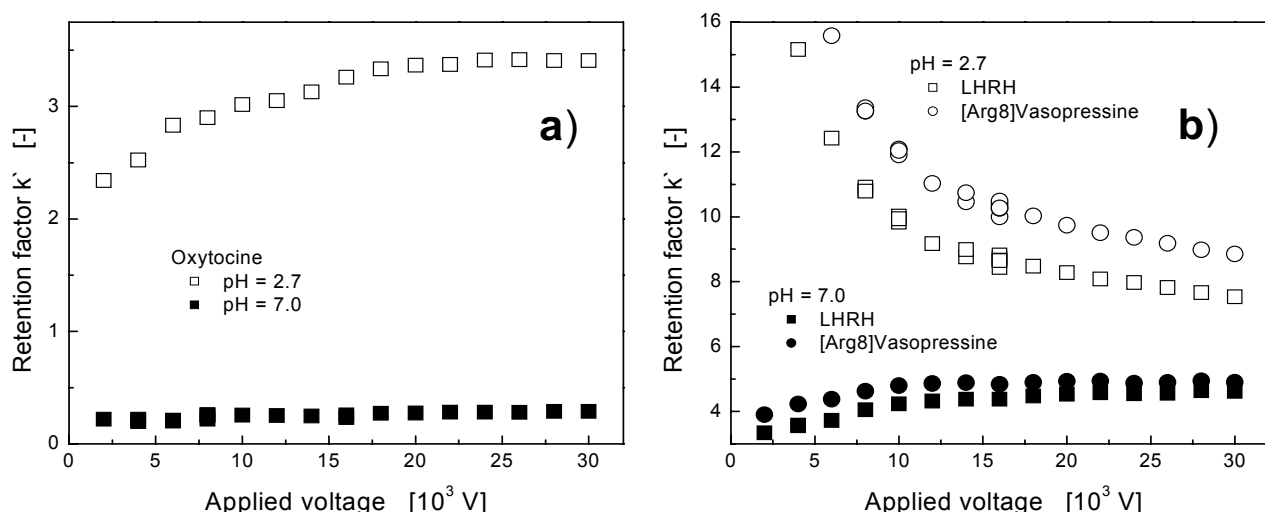 a)
Retention factor k` [-]
3
2
1
0
Oxytocine
pH = 2.7
pH = 7.0
0 5 10 15 20 25 30
Applied voltage [10³ V]
b)
Retention factor k` [-]
16
14
12
10
8
6
4
pH = 2.7
LHRH
[Arg8]Vasopressine
pH = 7.0
LHRH
[Arg8]Vasopressine
0 5 10 15 20 25 30
Applied voltage [10³ V]